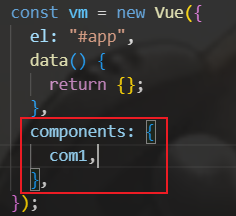 const vm = new Vue({
el: "#app",
data() {
return {};
},
components: {
com1,
},
});